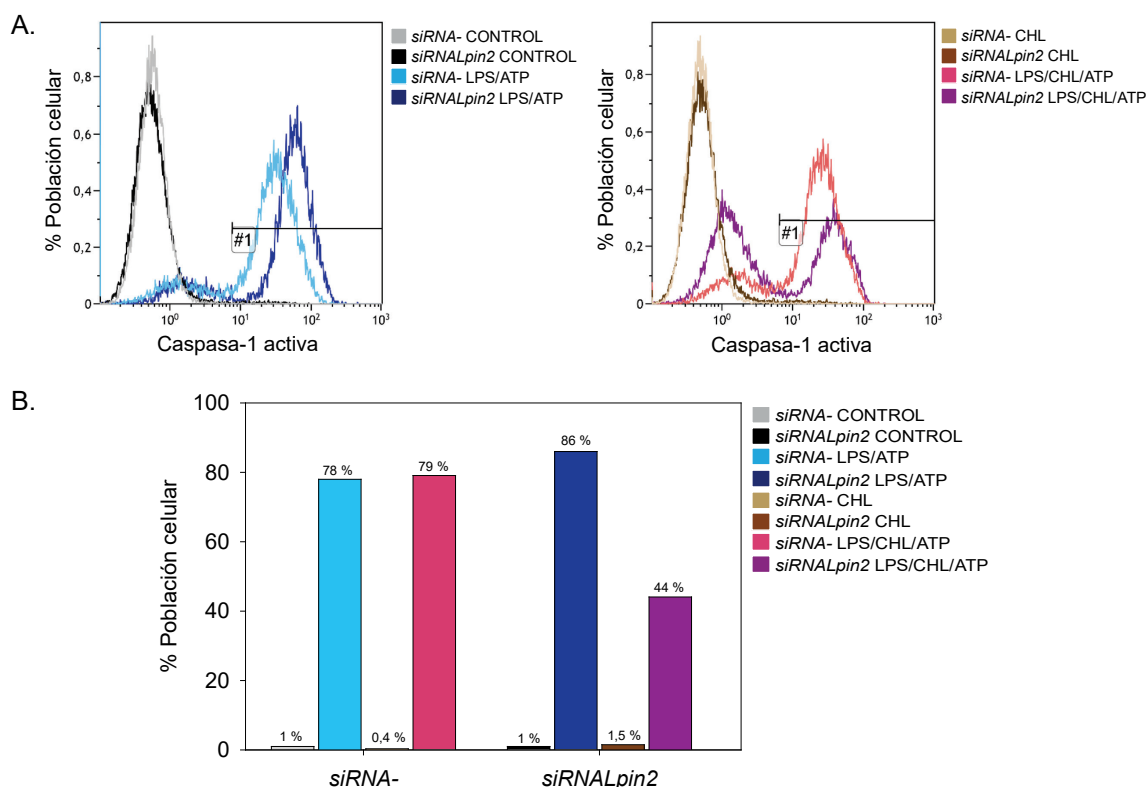 A.
% Población celular
0,8
0,6
0,4
0,2
0
#1
10⁰
10¹
10²
10³
Caspasa-1 activa
siRNA- CONTROL
siRNALpin2 CONTROL
siRNA- LPS/ATP
siRNALpin2 LPS/ATP
% Población celular
0,8
0,6
0,4
0,2
0
#1
10⁰
10¹
10²
10³
Caspasa-1 activa
siRNA- CHL
siRNALpin2 CHL
siRNA- LPS/CHL/ATP
siRNALpin2 LPS/CHL/ATP
B.
% Población celular
100
80
60
40
20
0
1 %
78 %
0,4 %
79 %
1 %
86 %
1,5 %
44 %
siRNA-
siRNALpin2
siRNA- CONTROL
siRNALpin2 CONTROL
siRNA- LPS/ATP
siRNALpin2 LPS/ATP
siRNA- CHL
siRNALpin2 CHL
siRNA- LPS/CHL/ATP
siRNALpin2 LPS/CHL/ATP